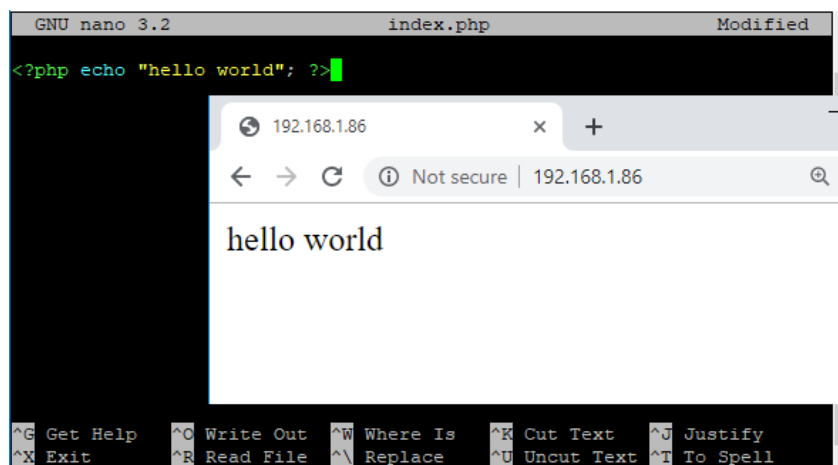 GNU nano 3.2 index.php Modified
<?php echo "hello world"; ?>
192.168.1.86
Not secure | 192.168.1.86
hello world
^G Get Help ^O Write Out ^W Where Is ^K Cut Text ^J Justify
^X Exit ^R Read File ^\ Replace ^U Uncut Text ^T To Spell